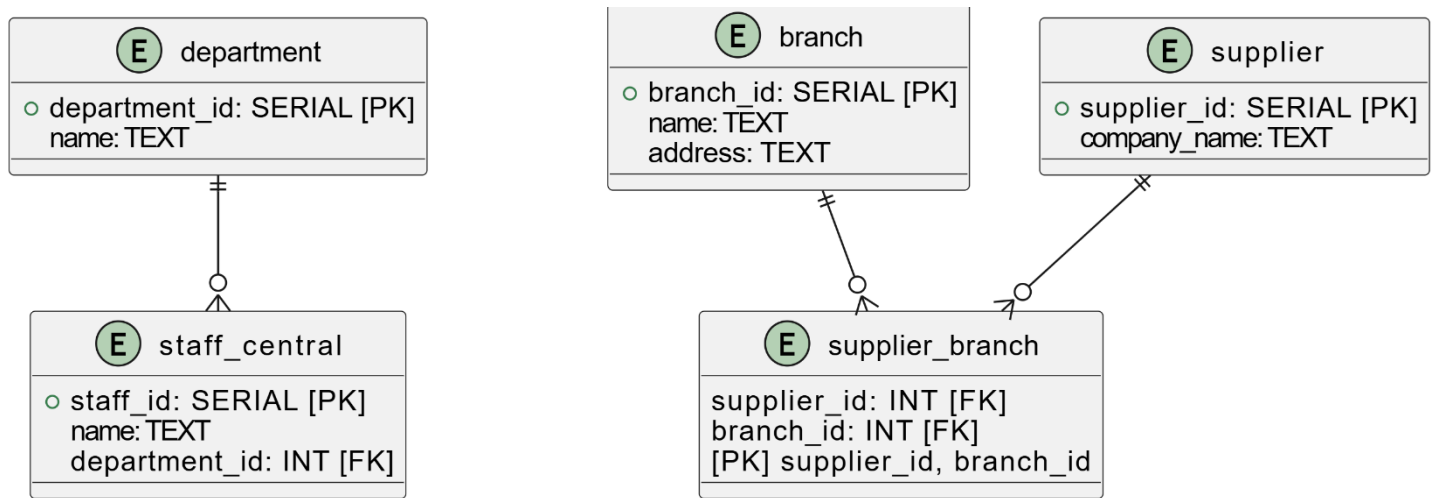 E department
department_id: SERIAL [PK]
name: TEXT
E branch
branch_id: SERIAL [PK]
name: TEXT
address: TEXT
E supplier
supplier_id: SERIAL [PK]
company_name: TEXT
E staff_central
staff_id: SERIAL [PK]
name: TEXT
department_id: INT [FK]
E supplier_branch
supplier_id: INT [FK]
branch_id: INT [FK]
[PK] supplier_id, branch_id